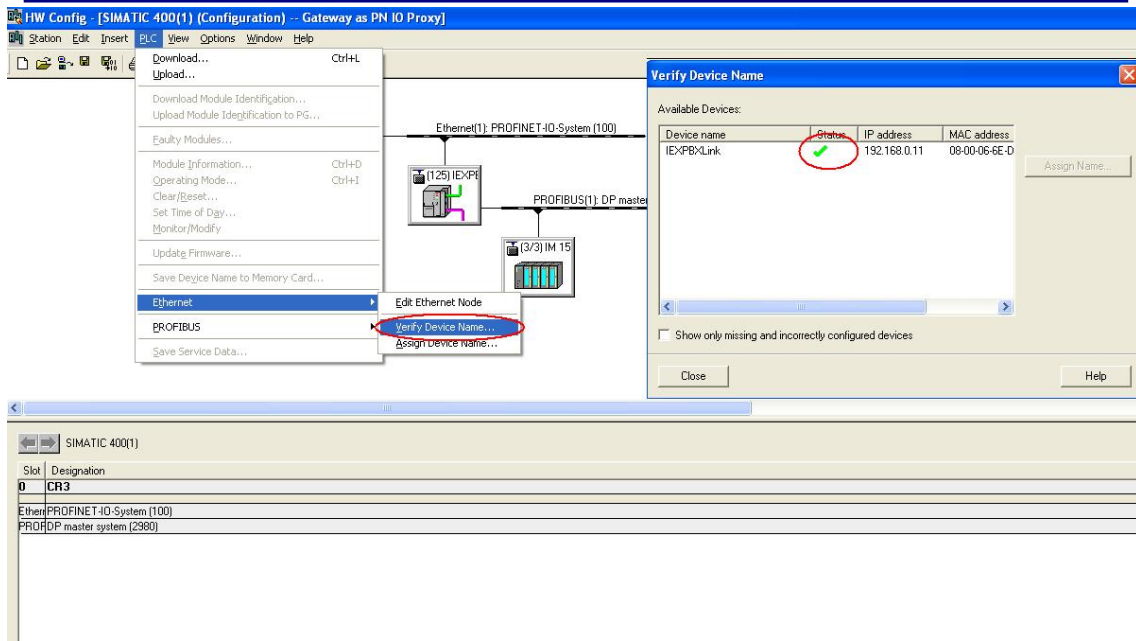 HW Config - [SIMATIC 400(1) (Configuration) -- Gateway as PN IO Proxy]
Station Edit Insert PLC View Options Window Help
Download... Ctrl+L
Upload...
Download Module Identification...
Upload Module Identification to PG...
Faulty Modules...
Module Information... Ctrl+D
Operating Mode... Ctrl+I
Clear/Reset...
Set Time of Day...
Monitor/Modify
Update Firmware...
Save Device Name to Memory Card...
Ethernet
PROFIBUS
Save Service Data...
Edit Ethernet Node
Verify Device Name...
Assign Device Name...
Ethernet(1): PROFINET-IO-System (100)
(125) IEXPE
PROFIBUS(1): DP master
(3/3) IM 15
Verify Device Name
Available Devices:
Device name Status IP address MAC address
IEXPBXLink 192.168.0.11 08-00-06-6E-D
Assign Name...
Show only missing and incorrectly configured devices
Close Help
SIMATIC 400(1)
Slot Designation
0 CR3
Ethern PROFINET-IO-System (100)
PROF DP master system (2980)